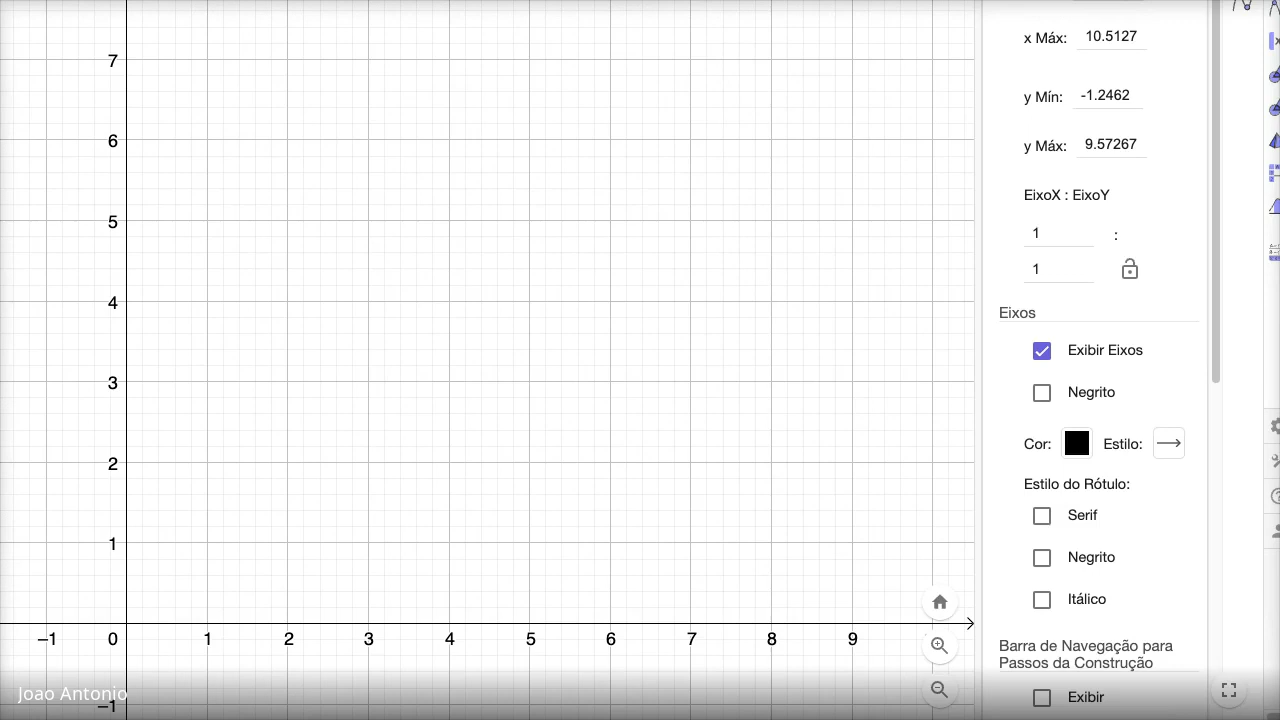 7
6
5
4
3
2
1
–1 0 1 2 3 4 5 6 7 8 9
–1
Joao Antonio
x Máx: 10.5127
y Mín: -1.2462
y Máx: 9.57267
EixoX : EixoY
1 :
1
Eixos
Exibir Eixos
Negrito
Cor: Estilo:
Estilo do Rótulo:
Serif
Negrito
Itálico
Barra de Navegação para
Passos da Construção
Exibir